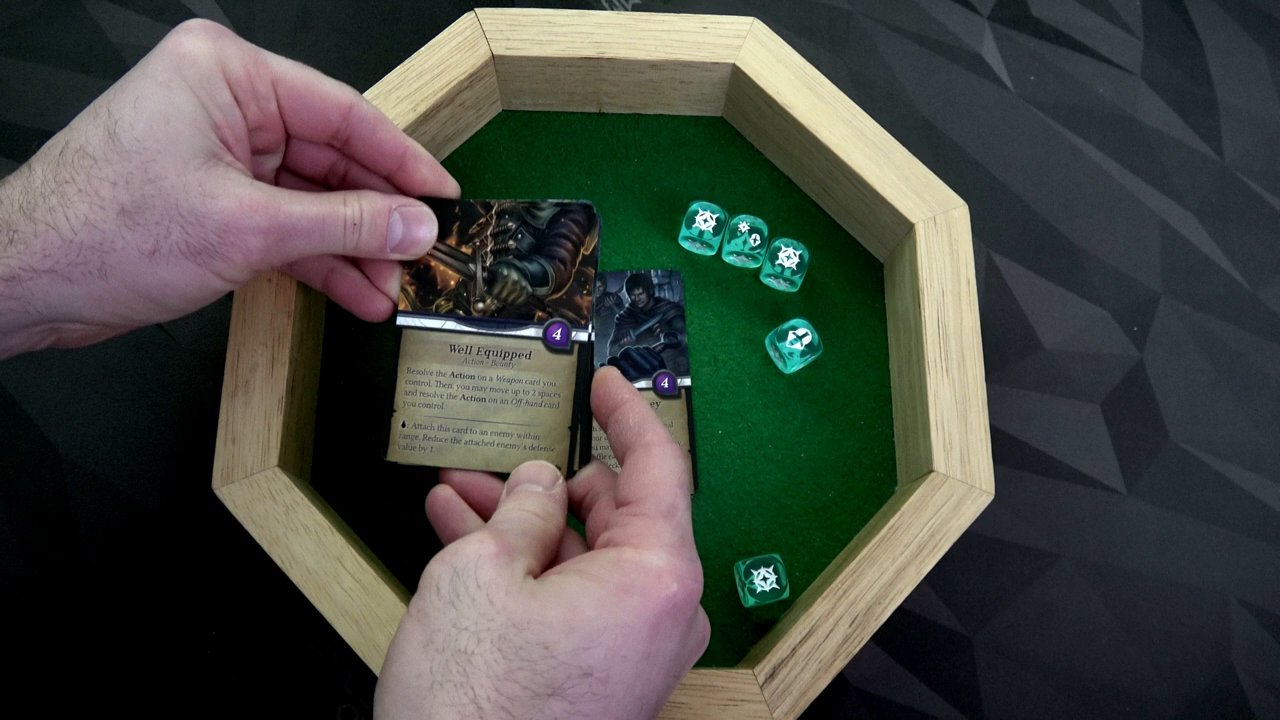 4
Well Equipped
Action • Bounty
Resolve the Action on a Weapon card you
control. Then, you may move up to 2 spaces
and resolve the Action on an Off-hand card
you control.
: Attach this card to an enemy within
range. Reduce the attached enemy's defense
value by 1.
4
ey